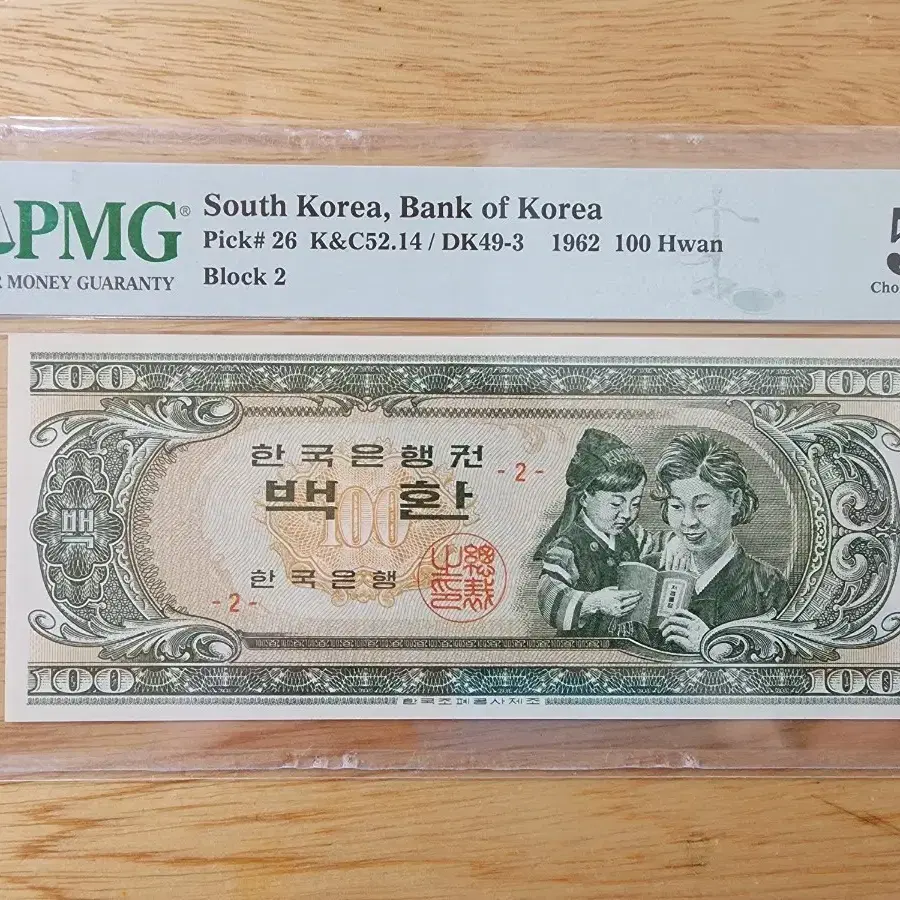 PMG®
MONEY GUARANTY
South Korea, Bank of Korea
Pick# 26 K&C52.14 / DK49-3 1962 100 Hwan
Block 2
100 100
한국은행권
- 2 -
백환
100
백
한국은행
總裁之印
- 2 -
100 100
한국조폐공사제조